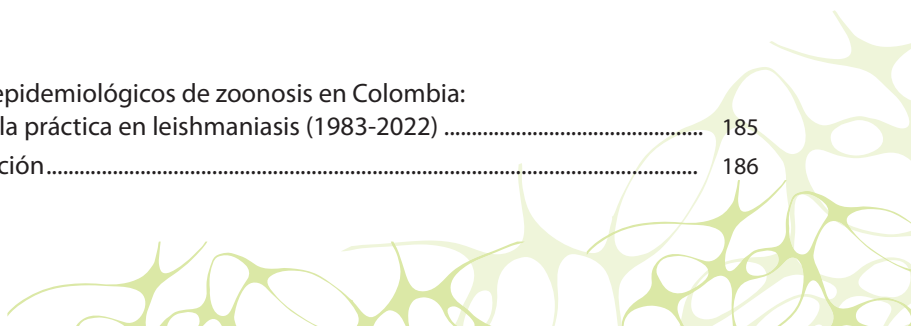 epidemiológicos de zoonosis en Colombia:
la práctica en leishmaniasis (1983-2022) ................................................ 185
ción.................................................................................................................... 186